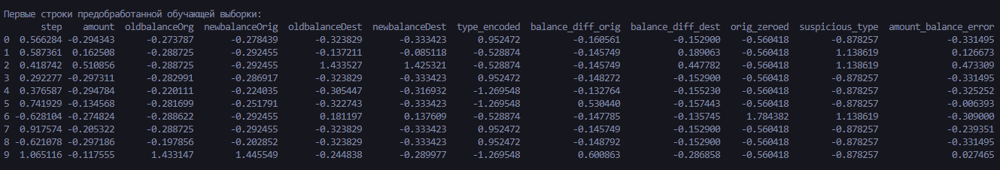 Первые строки предобработанной обучающей выборки:
step amount oldbalanceOrg newbalanceOrig oldbalanceDest newbalanceDest type_encoded balance_diff_orig balance_diff_dest orig_zeroed suspicious_type amount_balance_error
0 0.566284 -0.294343 -0.273787 -0.278439 -0.323829 -0.333423 0.952472 -0.160561 -0.152900 -0.560418 -0.878257 -0.331495
1 0.587361 0.162508 -0.288725 -0.292455 -0.137211 -0.085118 -0.528874 -0.145749 0.189063 -0.560418 1.138619 0.126673
2 0.418742 0.510856 -0.288725 -0.292455 1.433527 1.425321 -0.528874 -0.145749 0.447782 -0.560418 1.138619 0.473309
3 0.292277 -0.297311 -0.282991 -0.286917 -0.323829 -0.333423 0.952472 -0.148272 -0.152900 -0.560418 -0.878257 -0.331495
4 0.376587 -0.294784 -0.220111 -0.224035 -0.305447 -0.316932 -1.269548 -0.132764 -0.155230 -0.560418 -0.878257 -0.325252
5 0.741929 -0.134568 -0.281699 -0.251791 -0.322743 -0.333423 -1.269548 0.530440 -0.157443 -0.560418 -0.878257 -0.006393
6 -0.628104 -0.274824 -0.288622 -0.292455 0.181197 0.137609 -0.528874 -0.147785 -0.135745 1.784382 1.138619 -0.309000
7 0.917574 -0.205322 -0.288725 -0.292455 -0.323829 -0.333423 0.952472 -0.145749 -0.152900 -0.560418 -0.878257 -0.239351
8 -0.621078 -0.297186 -0.197856 -0.202852 -0.323829 -0.333423 0.952472 -0.148792 -0.152900 -0.560418 -0.878257 -0.331495
9 1.065116 -0.117555 1.433147 1.445549 -0.244838 -0.289977 -1.269548 0.600863 -0.286858 -0.560418 -0.878257 0.027465